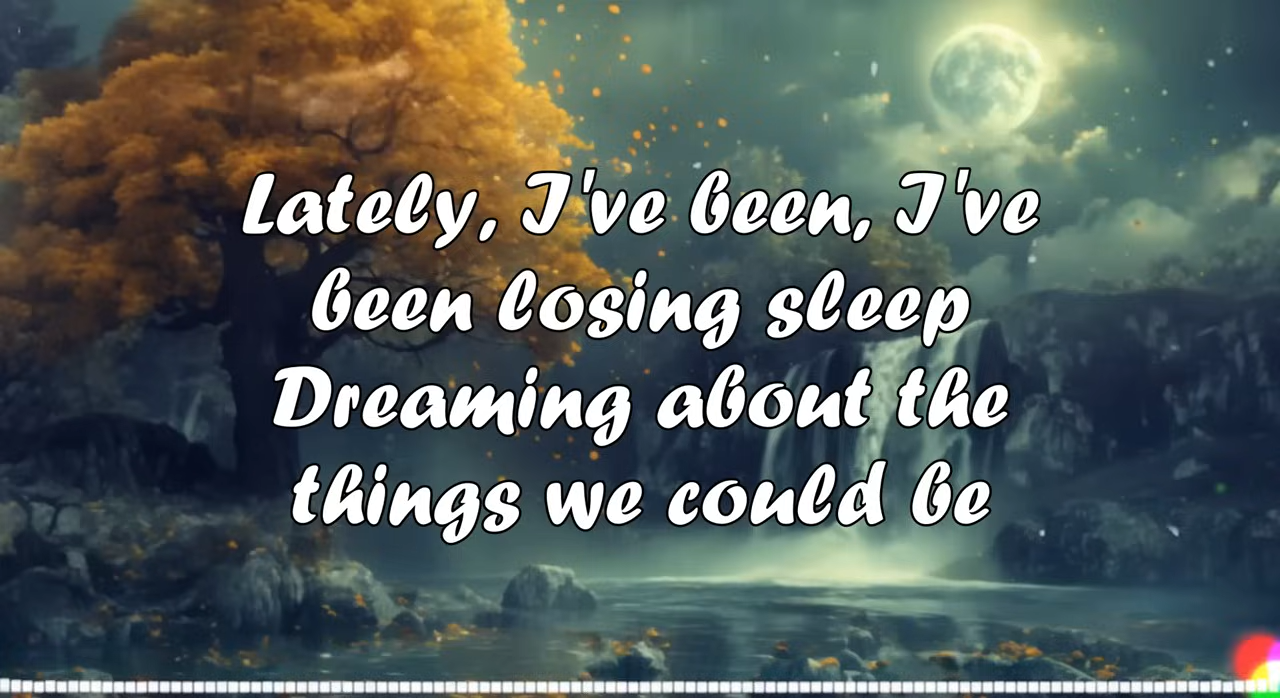 Lately, I've been, I've
been losing sleep
Dreaming about the
things we could be